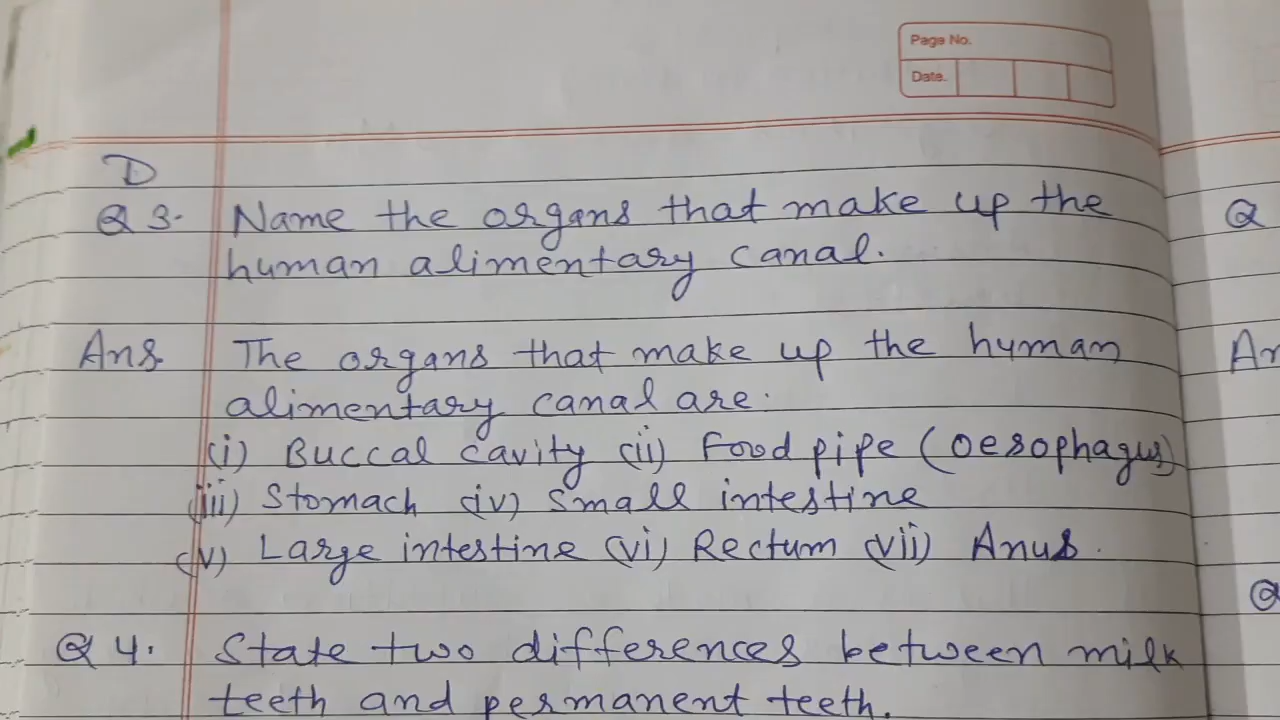 Page No.
Date.
D
Q 3. Name the organs that make up the
human alimentary canal.
Ans. The organs that make up the human
alimentary canal are.
(i) Buccal cavity (ii) Food pipe (Oesophagus)
(iii) Stomach (iv) Small intestine
(v) Large intestine (vi) Rectum (vii) Anus.
Q 4. State two differences between milk
teeth and permanent teeth.
Q
An
Q